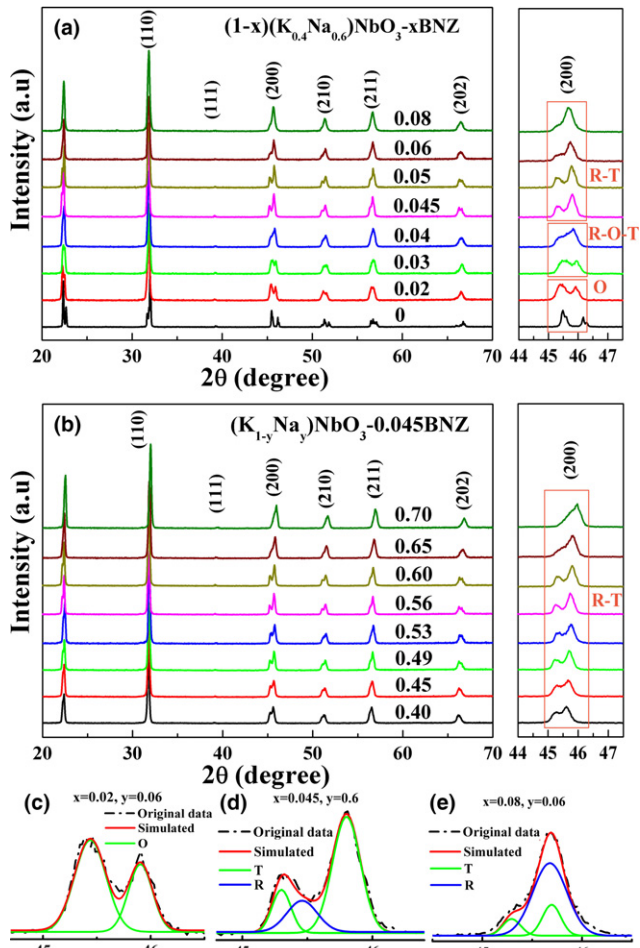 (a)
(1-x)(K0.4Na0.6)NbO3-xBNZ
(110)
(111)
(200)
(210)
(211)
(202)
0.08
0.06
0.05
0.045
0.04
0.03
0.02
0
Intensity (a.u)
20 30 40 50 60 70
2θ (degree)
(200)
R-T
R-O-T
O
44 45 46 47
(b)
(K1-yNay)NbO3-0.045BNZ
(110)
(111)
(200)
(210)
(211)
(202)
0.70
0.65
0.60
0.56
0.53
0.49
0.45
0.40
Intensity (a.u)
20 30 40 50 60 70
2θ (degree)
(200)
R-T
44 45 46 47
(c)
x=0.02, y=0.06
Original data
Simulated
O
45 46
(d)
x=0.045, y=0.6
Original data
Simulated
T
R
45 46
(e)
x=0.08, y=0.06
Original data
Simulated
T
R